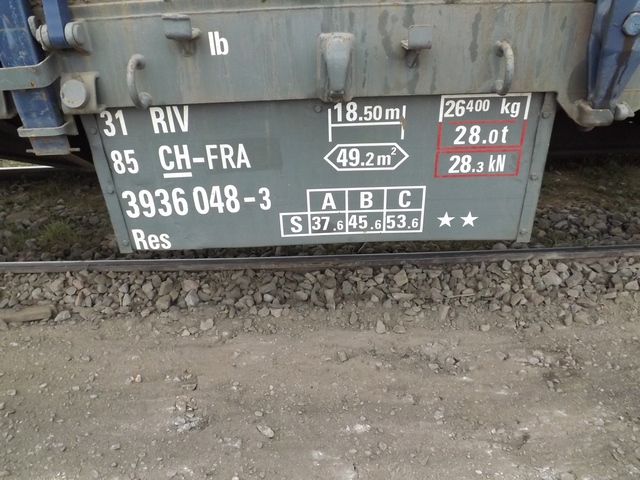 lb
31 RIV
85 CH-FRA
3936 048-3
Res
18.50m
49.2m²
A B C
S 37.6 45.6 53.6
26400 kg
28.0t
28.3 kN
★★